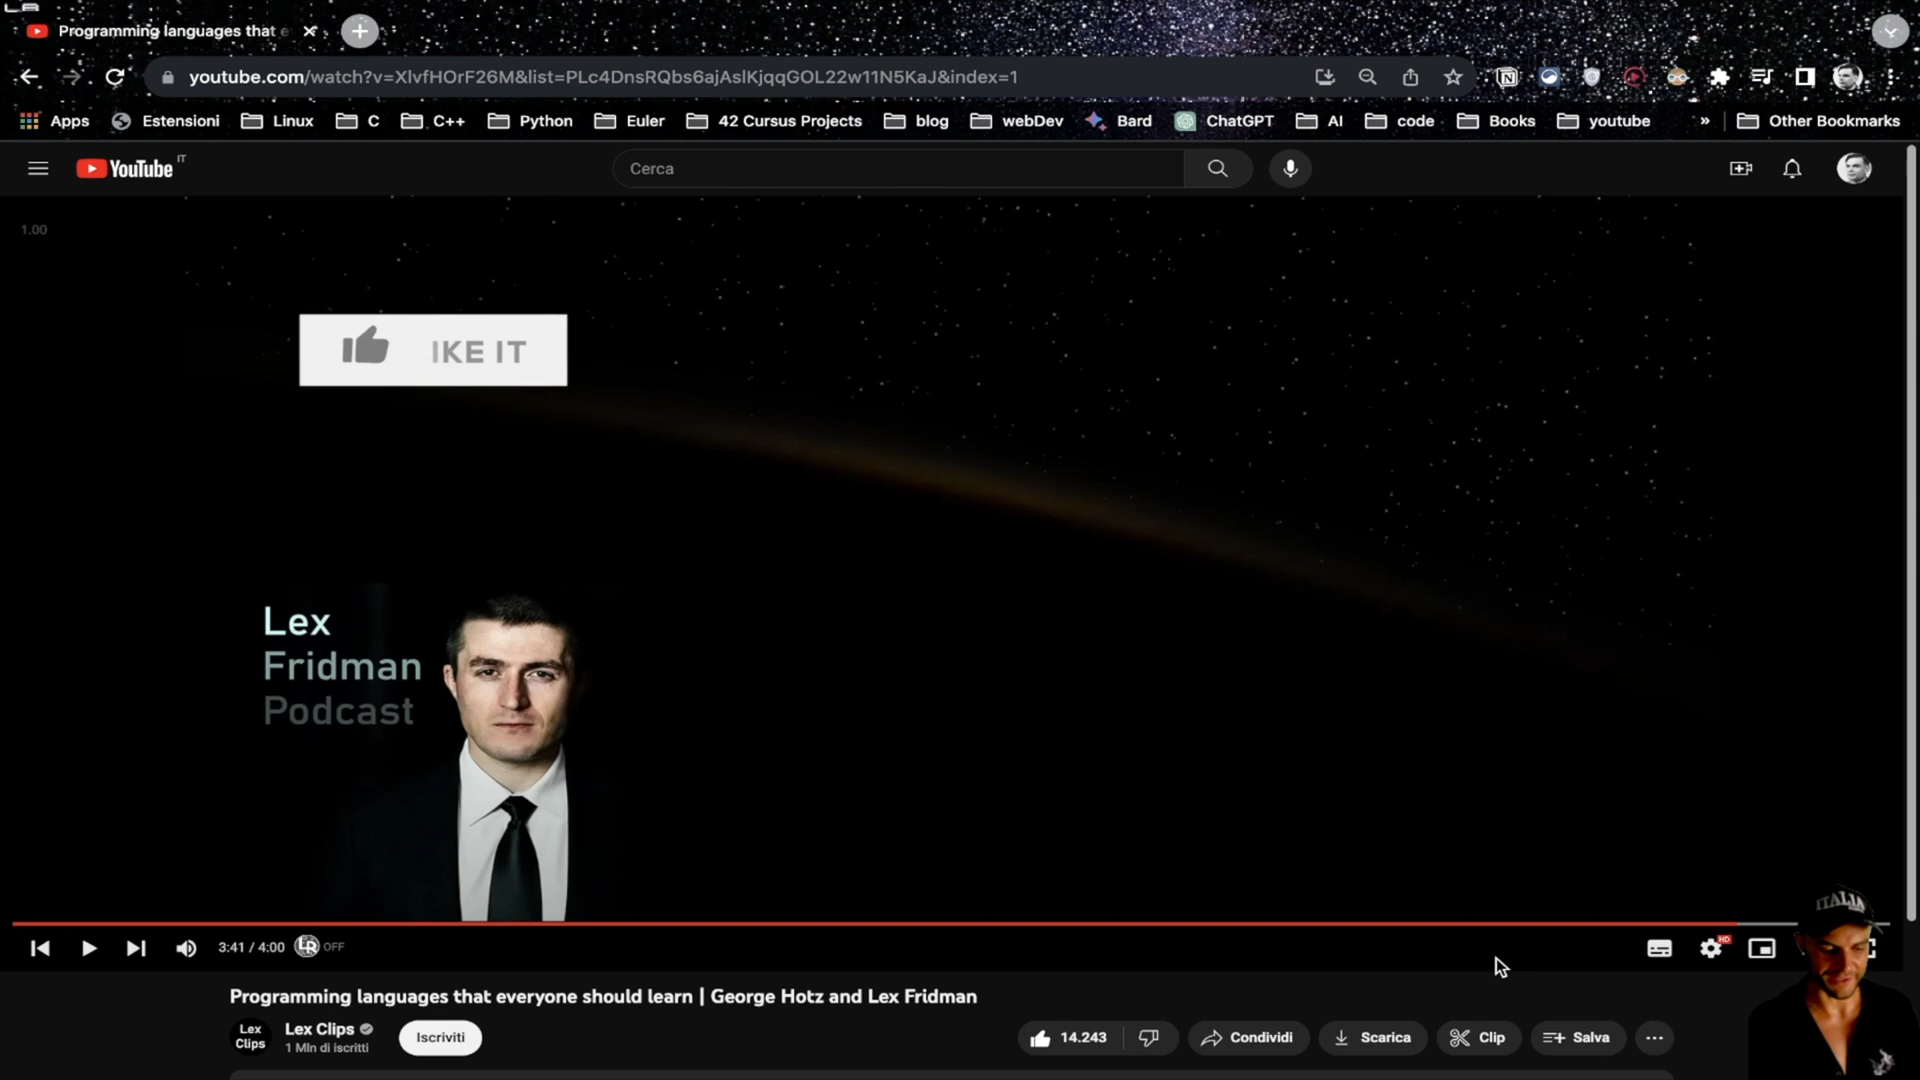 Programming languages that e
youtube.com/watch?v=XlvfHOrF26M&list=PLc4DnsRQbs6ajAslKjqqGOL22w11N5KaJ&index=1
Apps Estensioni Linux C C++ Python Euler 42 Cursus Projects blog webDev Bard ChatGPT AI code Books youtube » Other Bookmarks
YouTube IT
Cerca
1.00
IKE IT
Lex
Fridman
Podcast
3:41 / 4:00 LR OFF
HD
ITALIA
Programming languages that everyone should learn | George Hotz and Lex Fridman
Lex Clips
Lex Clips
1 Mln di iscritti
Iscriviti
14.243 Condividi Scarica Clip Salva